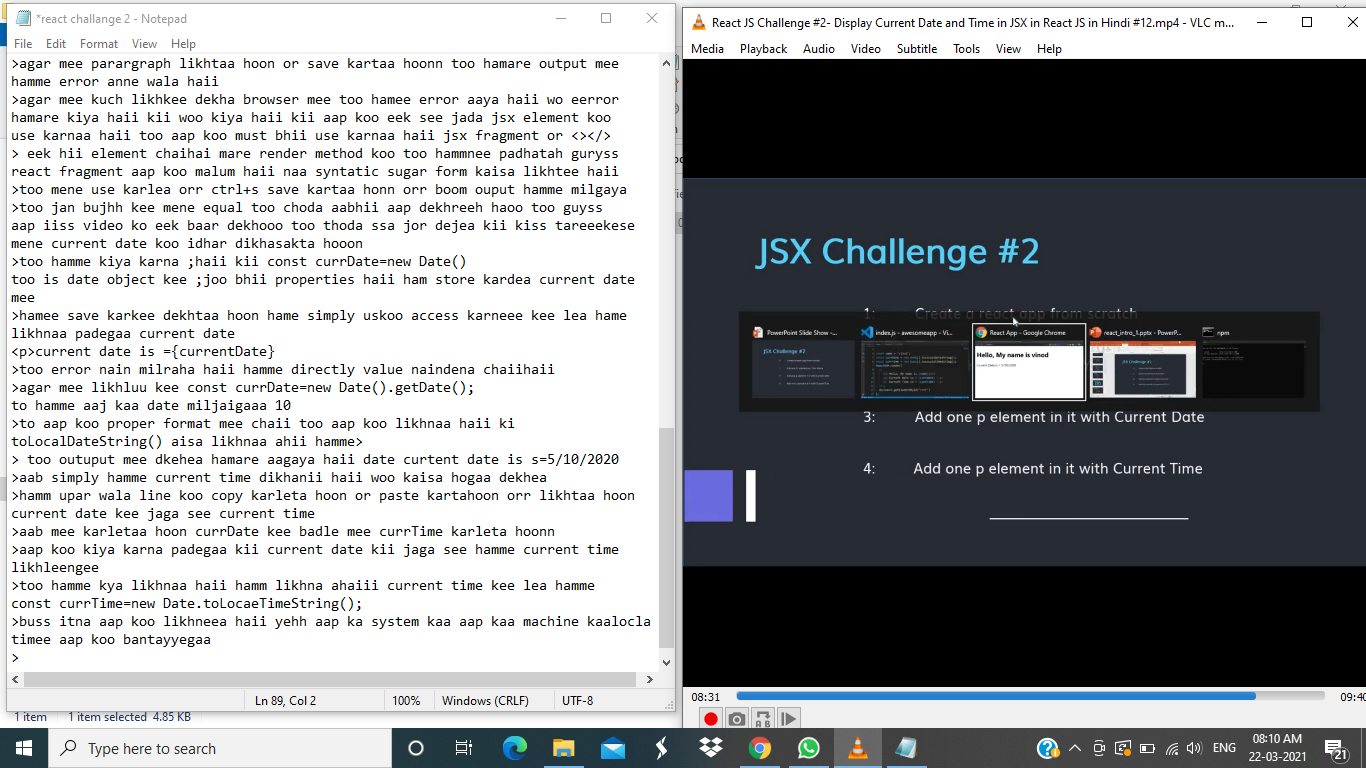 *react challange 2 - Notepad
File Edit Format View Help
>agar mee parargraph likhtaa hoon or save kartaa hoonn too hamare output mee
hamme error anne wala haii
>agar mee kuch likhkee dekha browser mee too hamee error aaya haii wo eerror
hamare kiya haii kii woo kiya haii kii aap koo eek see jada jsx element koo
use karnaa haii too aap koo must bhii use karnaa haii jsx fragment or <></>
> eek hii element chaihai mare render method koo too hammnee padhatah guryss
react fragment aap koo malum haii naa syntatic sugar form kaisa likhtee haii
>too mene use karlea orr ctrl+s save kartaa honn orr boom ouput hamme milgaya
>too jan bujhh kee mene equal too choda aabhii aap dekhreeh haoo too guyss
aap iiss video ko eek baar dekhooo too thoda ssa jor dejea kii kiss tareeekese
mene current date koo idhar dikhasakta hooon
>too hamme kiya karna ;haii kii const currDate=new Date()
too is date object kee ;joo bhii properties haii ham store kardea current date
mee
>hamee save karkee dekhtaa hoon hame simply uskoo access karneee kee lea hame
likhnaa padegaa current date
<p>current date is ={currentDate}
>too error nain milraha haii hamme directly value naindena chaiihaii
>agar mee likhluu kee const currDate=new Date().getDate();
to hamme aaj kaa date miljaigaaa 10
>to aap koo proper format mee chaii too aap koo likhnaa haii ki
toLocalDateString() aisa likhnaa ahii hamme>
> too outuput mee dkehea hamare aagaya haii date curtent date is s=5/10/2020
>aab simply hamme current time dikhanii haii woo kaisa hogaa dekhea
>hamm upar wala line koo copy karleta hoon or paste kartahoon orr likhtaa hoon
current date kee jaga see current time
>aab mee karletaa hoon currDate kee badle mee currTime karleta hoonn
>aap koo kiya karna padegaa kii current date kii jaga see hamme current time
likhleengee
>too hamme kya likhnaa haii hamm likhna ahaiii current time kee lea hamme
const currTime=new Date.toLocaeTimeString();
>buss itna aap koo likhneea haii yehh aap ka system kaa aap kaa machine kaalocla
timee aap koo bantayyegaa
>
Ln 89, Col 2 100% Windows (CRLF) UTF-8
1 item 1 item selected 4.85 KB
React JS Challenge #2- Display Current Date and Time in JSX in React JS in Hindi #12.mp4 - VLC m...
Media Playback Audio Video Subtitle Tools View Help
JSX Challenge #2
1: Create a react app from scratch
PowerPoint Slide Show -... index.js - awesomeapp - Vi... React App - Google Chrome react_intro_1.pptx - PowerP... npm
JSX Challenge #2
Hello, My name is vinod
3: Add one p element in it with Current Date
4: Add one p element in it with Current Time
08:31 09:40
Type here to search
ENG
08:10 AM
22-03-2021
21